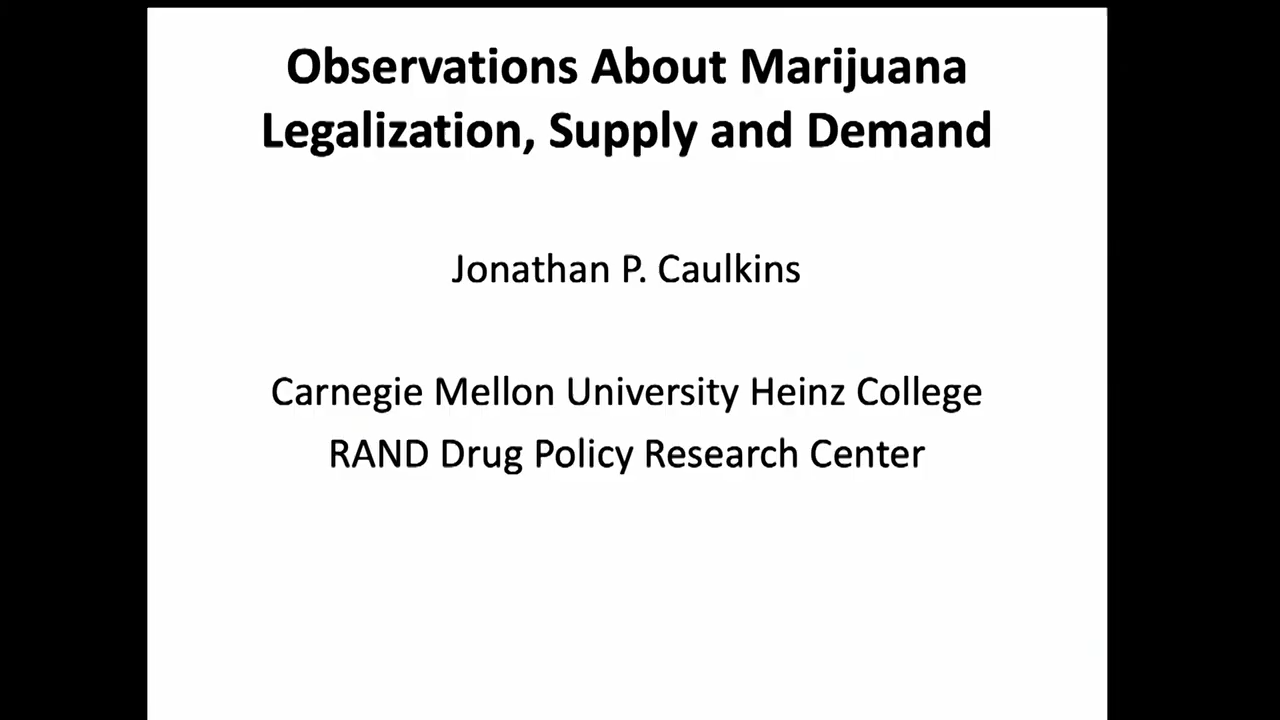 Observations About Marijuana
Legalization, Supply and Demand
Jonathan P. Caulkins
Carnegie Mellon University Heinz College
RAND Drug Policy Research Center